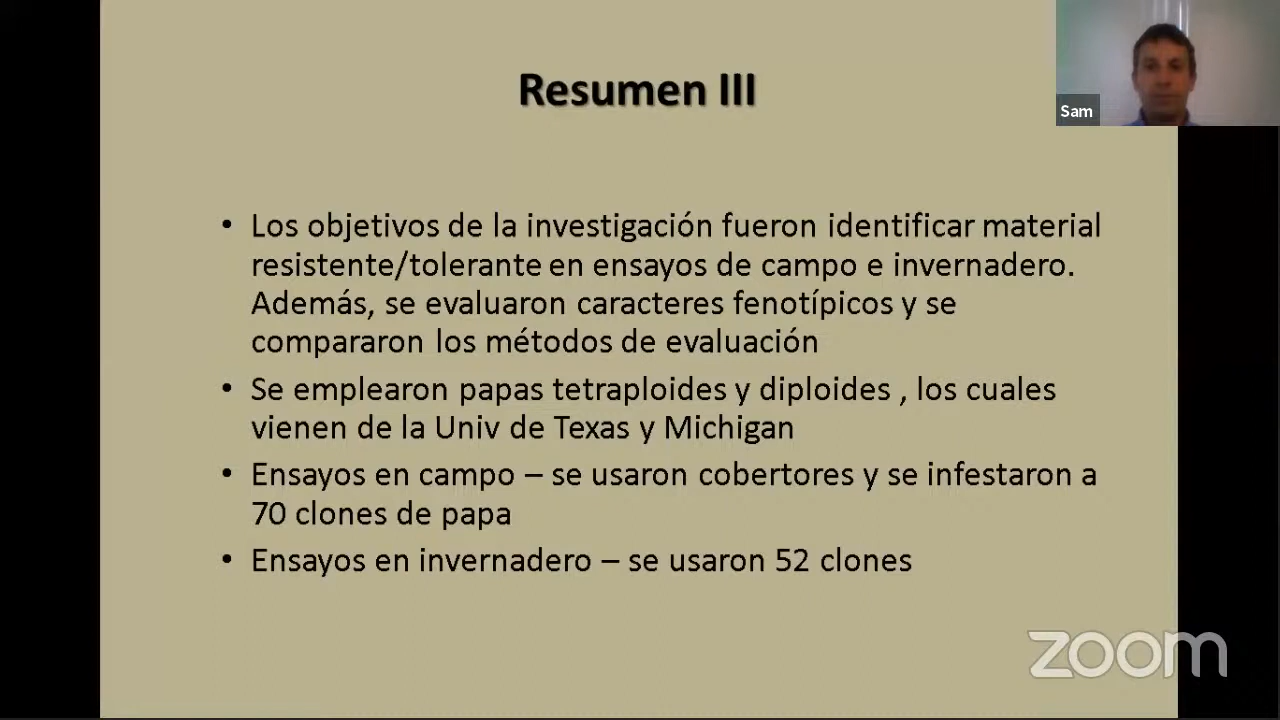 Resumen III
Sam
• Los objetivos de la investigación fueron identificar material
resistente/tolerante en ensayos de campo e invernadero.
Además, se evaluaron caracteres fenotípicos y se
compararon los métodos de evaluación
• Se emplearon papas tetraploides y diploides , los cuales
vienen de la Univ de Texas y Michigan
• Ensayos en campo – se usaron cobertores y se infestaron a
70 clones de papa
• Ensayos en invernadero – se usaron 52 clones
zoom